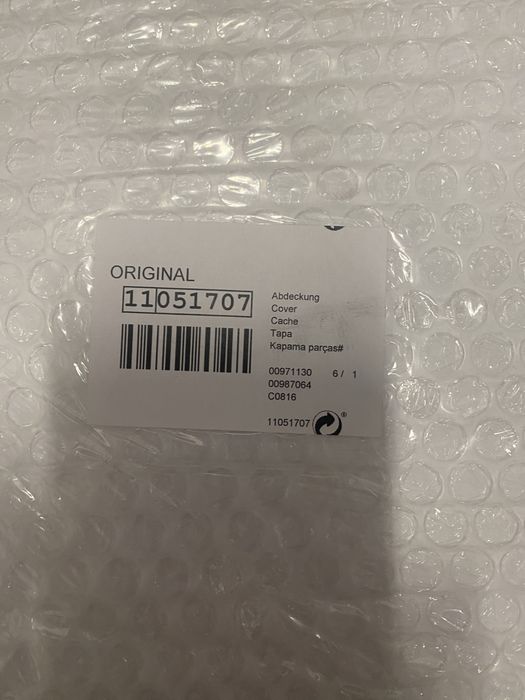 ORIGINAL
11051707
Abdeckung
Cover
Cache
Tapa
Kapama parças#
00971130 6 / 1
00987064
C0816
11051707 ®